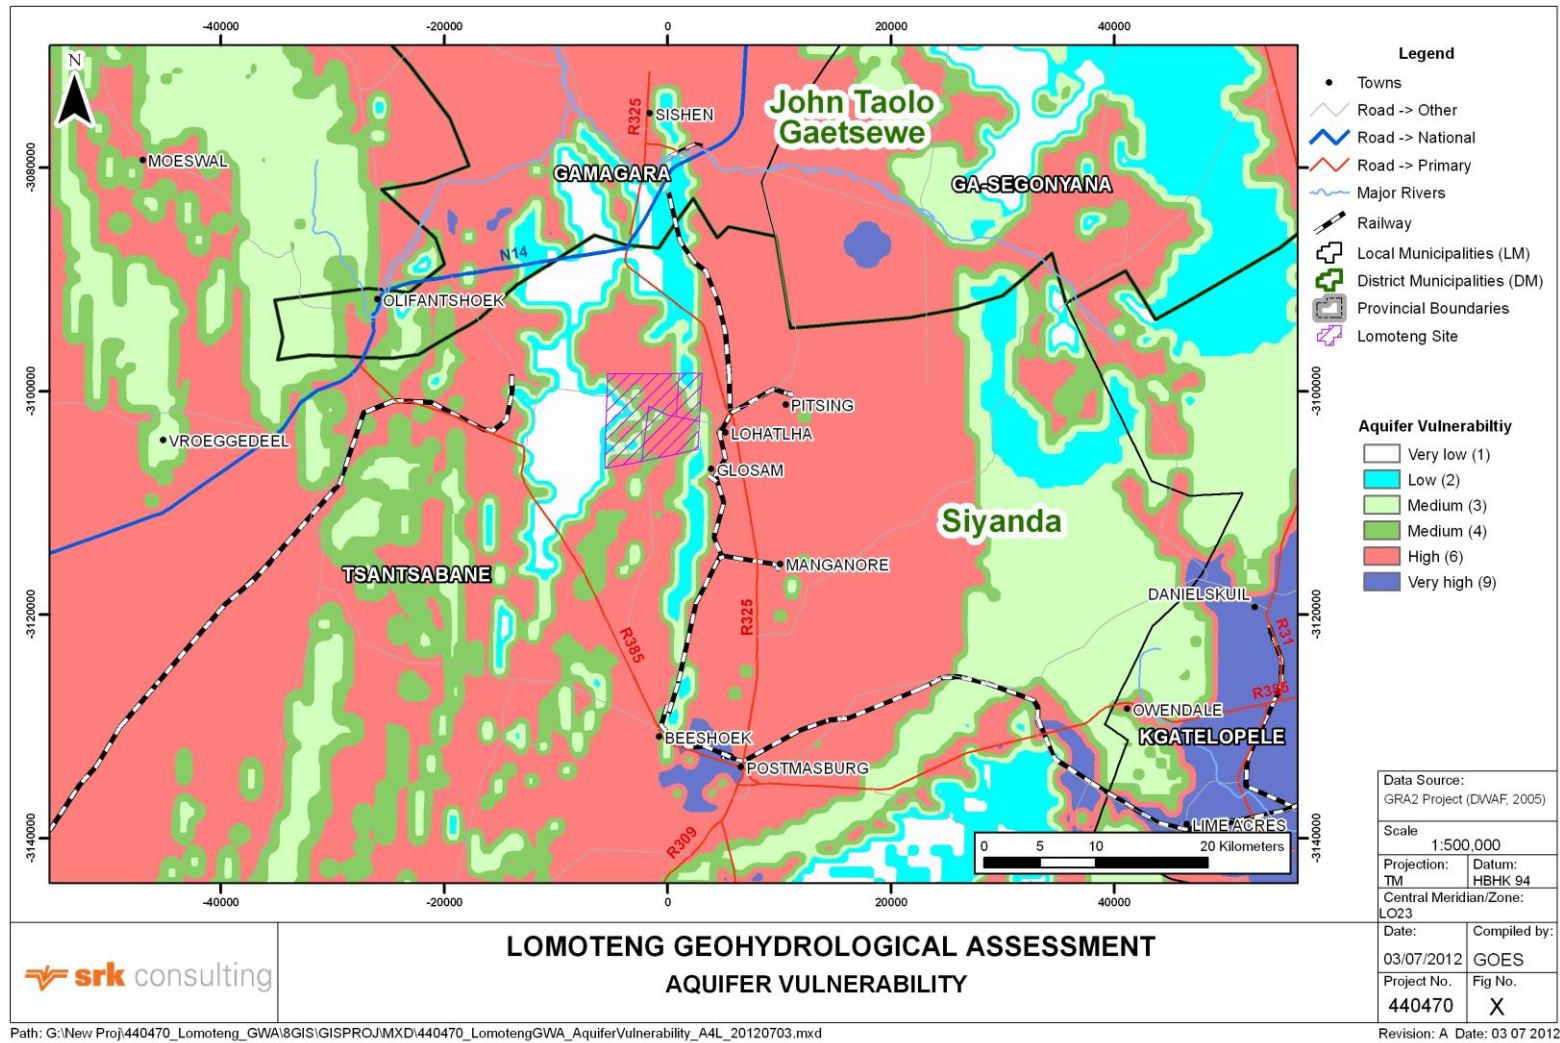 -40000
-20000
0
20000
40000
N
-3080000
-3100000
-3120000
-3140000
John Taolo
Gaetsewe
R325
SISHEN
MOESWAL
GAMAGARA
GA-SEGONYANA
N14
OLIFANTSHOEK
PITSING
VROEGGEDEEL
LOHATLHA
GLOSAM
Siyanda
MANGANORE
TSANTSABANE
DANIELSKUIL
R325
R31
R385
R385
OWENDALE
BEESHOEK
KGATELOPELE
POSTMASBURG
LIME ACRES
R309
0 5 10 20 Kilometers
-3080000
-3100000
-3120000
-3140000
-40000
-20000
0
20000
40000
Legend
Towns
Road -> Other
Road -> National
Road -> Primary
Major Rivers
Railway
Local Municipalities (LM)
District Municipalities (DM)
Provincial Boundaries
Lomoteng Site
Aquifer Vulnerabiltiy
Very low (1)
Low (2)
Medium (3)
Medium (4)
High (6)
Very high (9)
Data Source:
GRA2 Project (DWAF, 2005)
Scale
1:500,000
Projection:
TM
Datum:
HBHK 94
Central Meridian/Zone:
LO23
Date:
03/07/2012
Compiled by:
GOES
Project No.
440470
Fig No.
X
srk consulting
LOMOTENG GEOHYDROLOGICAL ASSESSMENT
AQUIFER VULNERABILITY
Path: G:\New Proj\440470_Lomoteng_GWA\8GIS\GISPROJ\MXD\440470_LomotengGWA_AquiferVulnerability_A4L_20120703.mxd
Revision: A Date: 03 07 2012